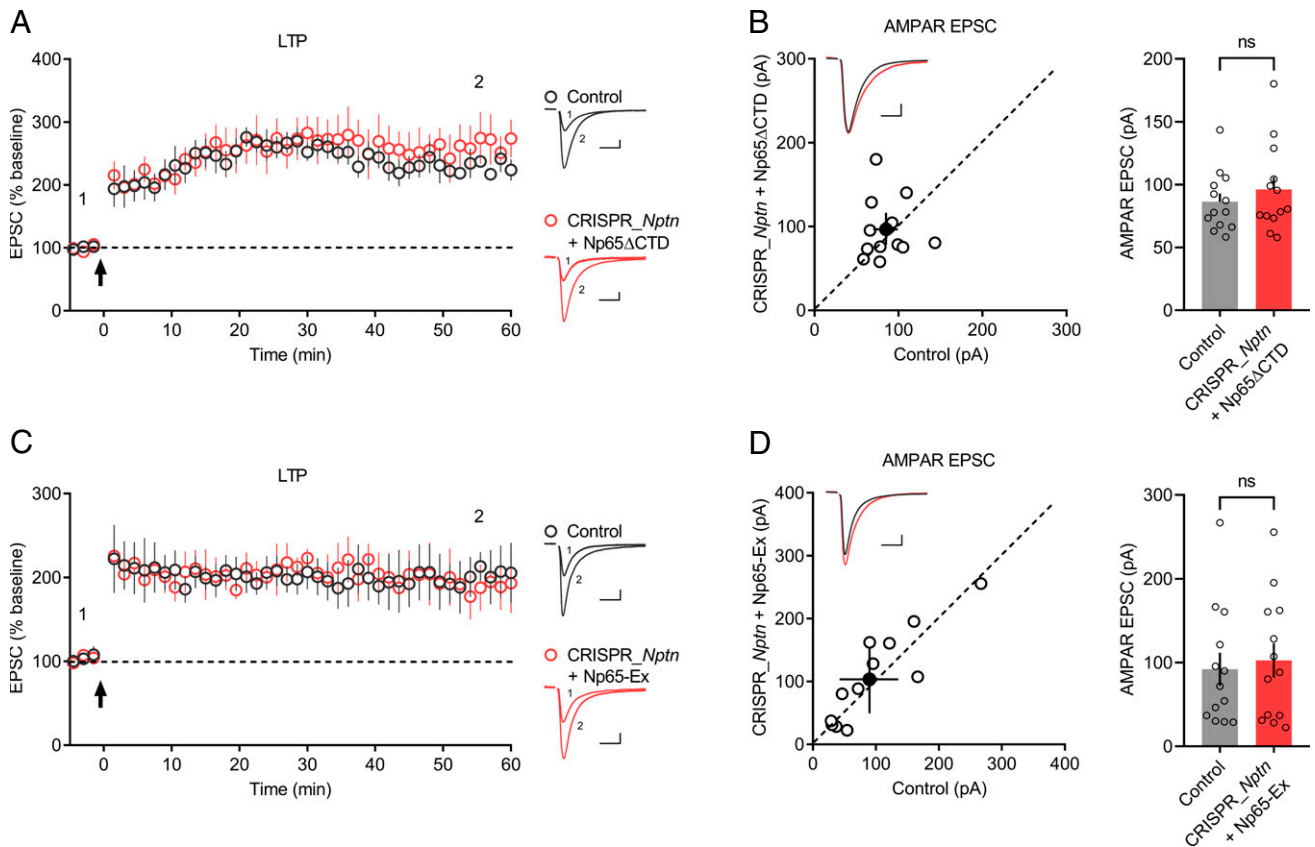 A
LTP
EPSC (% baseline)
400
300
200
100
0
1
2
0
10
20
30
40
50
60
Time (min)
Control
1
2
CRISPR_Nptn
+ Np65ΔCTD
1
2
B
AMPAR EPSC
CRISPR_Nptn + Np65ΔCTD (pA)
300
200
100
0
0
100
200
300
Control (pA)
AMPAR EPSC (pA)
200
150
100
50
0
ns
Control
CRISPR_Nptn
+ Np65ΔCTD
C
LTP
EPSC (% baseline)
300
200
100
0
1
2
0
10
20
30
40
50
60
Time (min)
Control
1
2
CRISPR_Nptn
+ Np65-Ex
1
2
D
AMPAR EPSC
CRISPR_Nptn + Np65-Ex (pA)
400
300
200
100
0
0
100
200
300
400
Control (pA)
AMPAR EPSC (pA)
300
200
100
0
ns
Control
CRISPR_Nptn
+ Np65-Ex